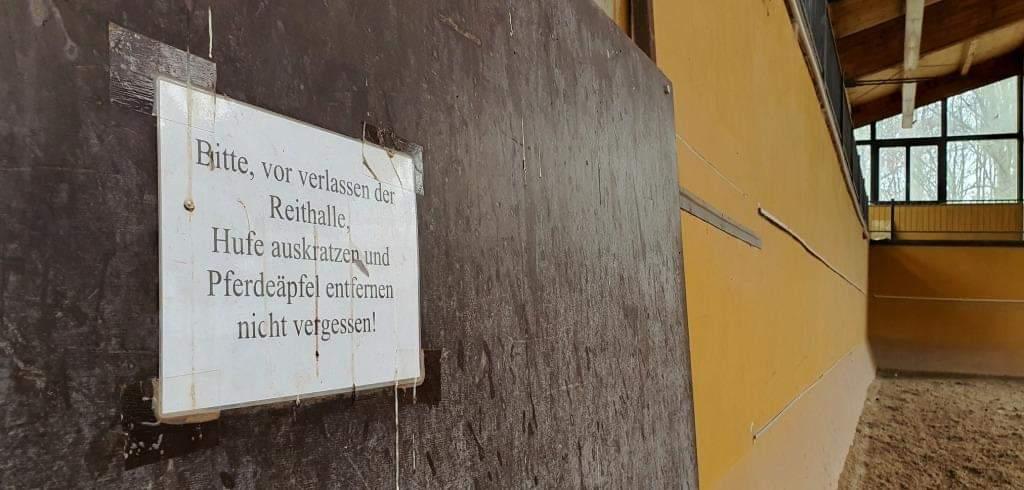 Bitte, vor verlassen der
Reithalle,
Hufe auskratzen und
Pferdeäpfel entfernen
nicht vergessen!